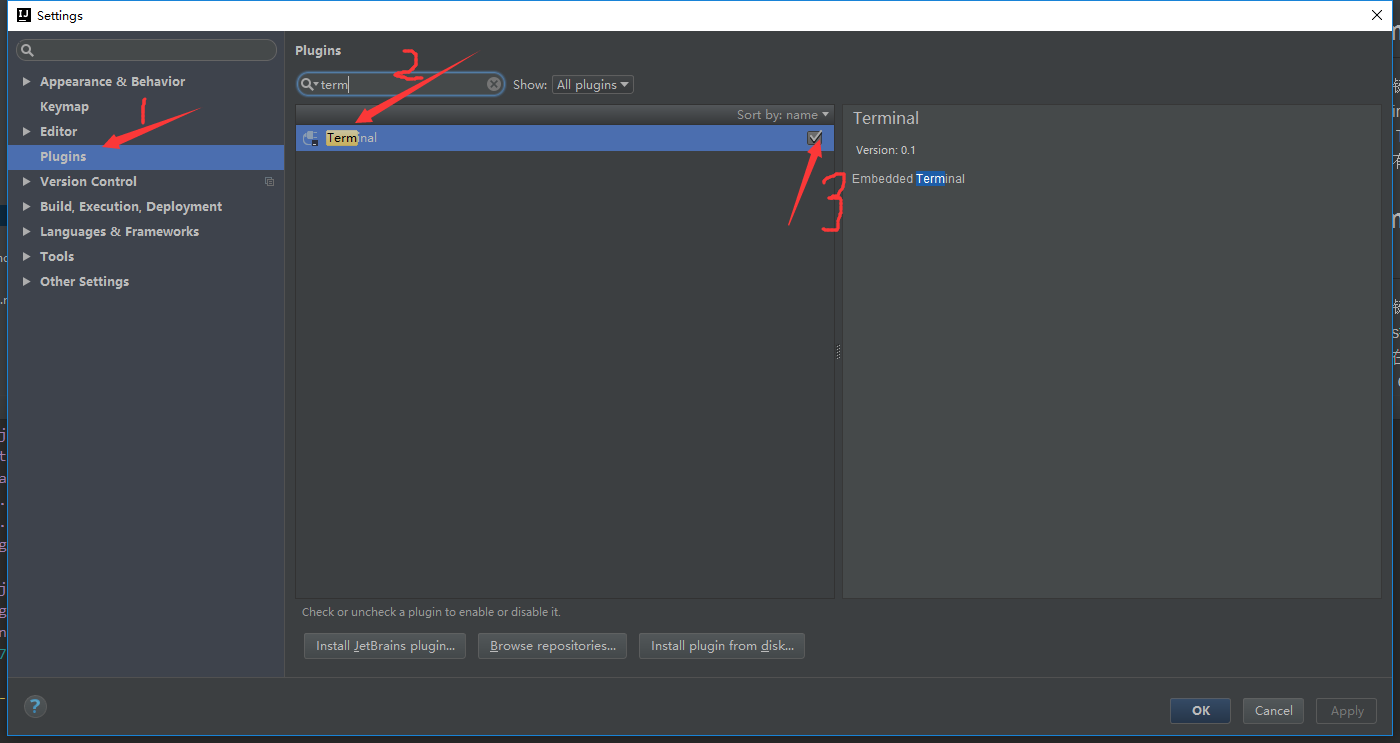 Settings
Plugins
Appearance & Behavior
Keymap
Editor
Plugins
Version Control
Build, Execution, Deployment
Languages & Frameworks
Tools
Other Settings
1
2
3
term
Show: All plugins
Sort by: name
Terminal
Terminal
Version: 0.1
Embedded Terminal
Check or uncheck a plugin to enable or disable it.
Install JetBrains plugin...
Browse repositories...
Install plugin from disk...
?
OK
Cancel
Apply